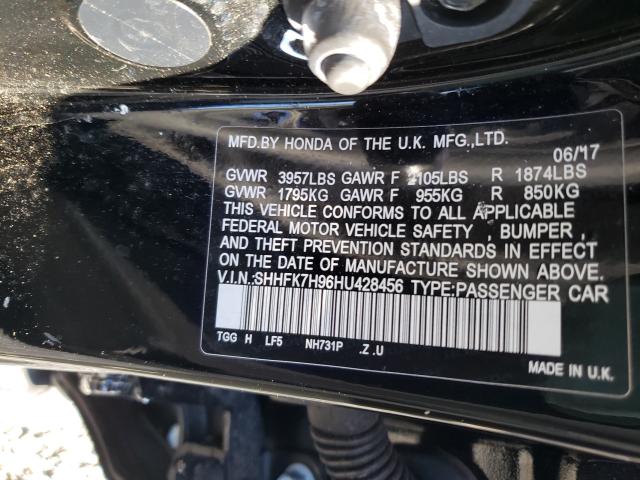 MFD.BY HONDA OF THE U.K. MFG.,LTD.
06/17
GVWR 3957LBS GAWR F 2105LBS R 1874LBS
GVWR 1795KG GAWR F 955KG R 850KG
THIS VEHICLE CONFORMS TO ALL APPLICABLE
FEDERAL MOTOR VEHICLE SAFETY , BUMPER ,
AND THEFT PREVENTION STANDARDS IN EFFECT
ON THE DATE OF MANUFACTURE SHOWN ABOVE.
V.I.N.:SHHFK7H96HU428456 TYPE:PASSENGER CAR
TGG H LF5 NH731P .Z.U
MADE IN U.K.